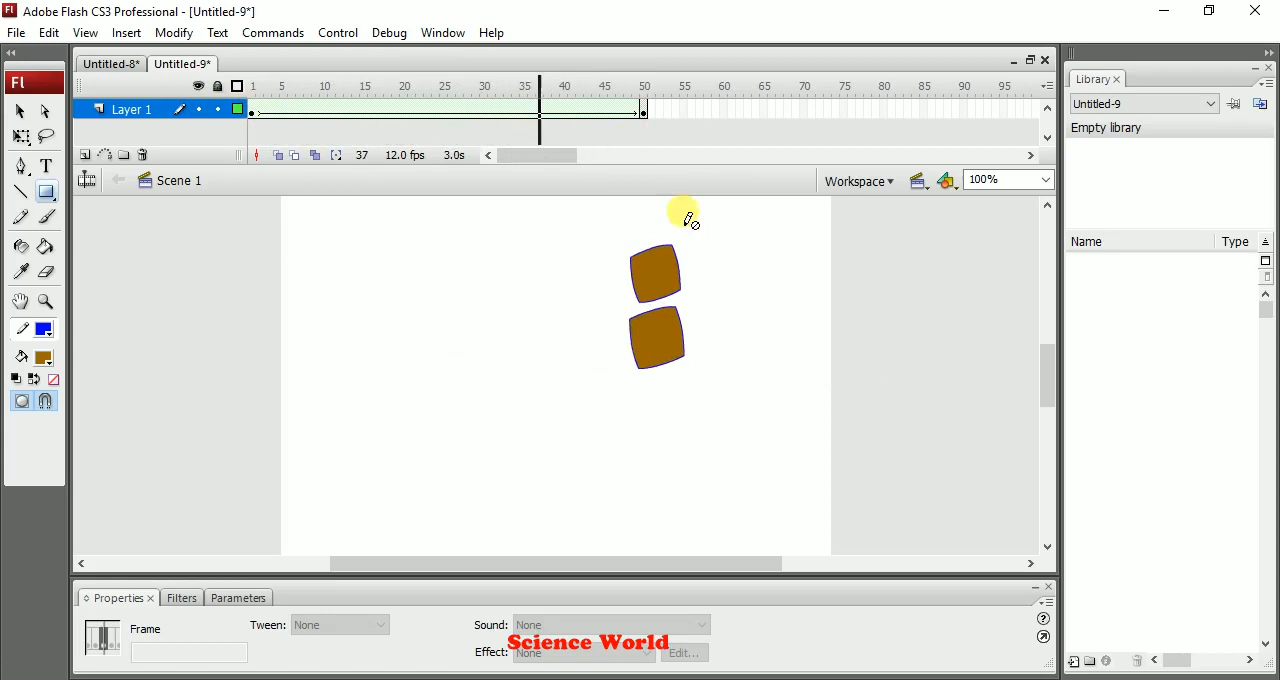 Fl Adobe Flash CS3 Professional - [Untitled-9*]
File Edit View Insert Modify Text Commands Control Debug Window Help
Untitled-8* Untitled-9*
Fl
1 5 10 15 20 25 30 35 40 45 50 55 60 65 70 75 80 85 90 95
Layer 1
37 12.0 fps 3.0s
Scene 1 Workspace 100%
T
Library
Untitled-9
Empty library
Name Type
Properties Filters Parameters
Frame Tween: None Sound: None
Effect: None Edit...
Science World